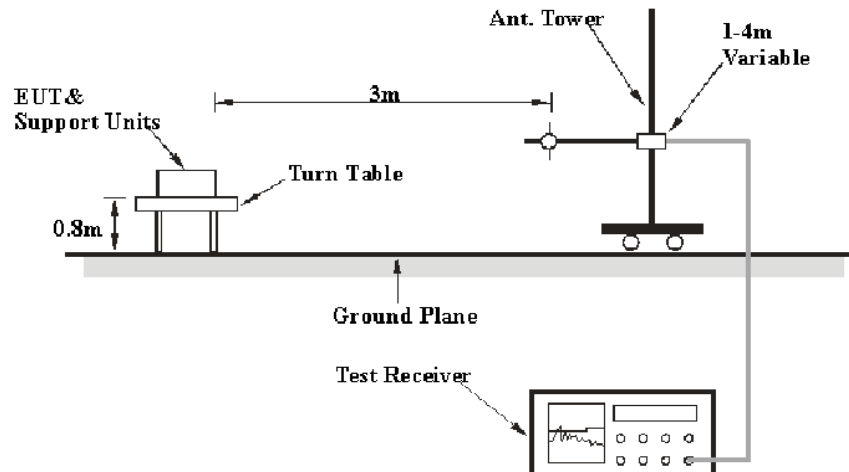 Ant. Tower
1-4m
Variable
3m
EUT &
Support Units
Turn Table
0.8m
Ground Plane
Test Receiver